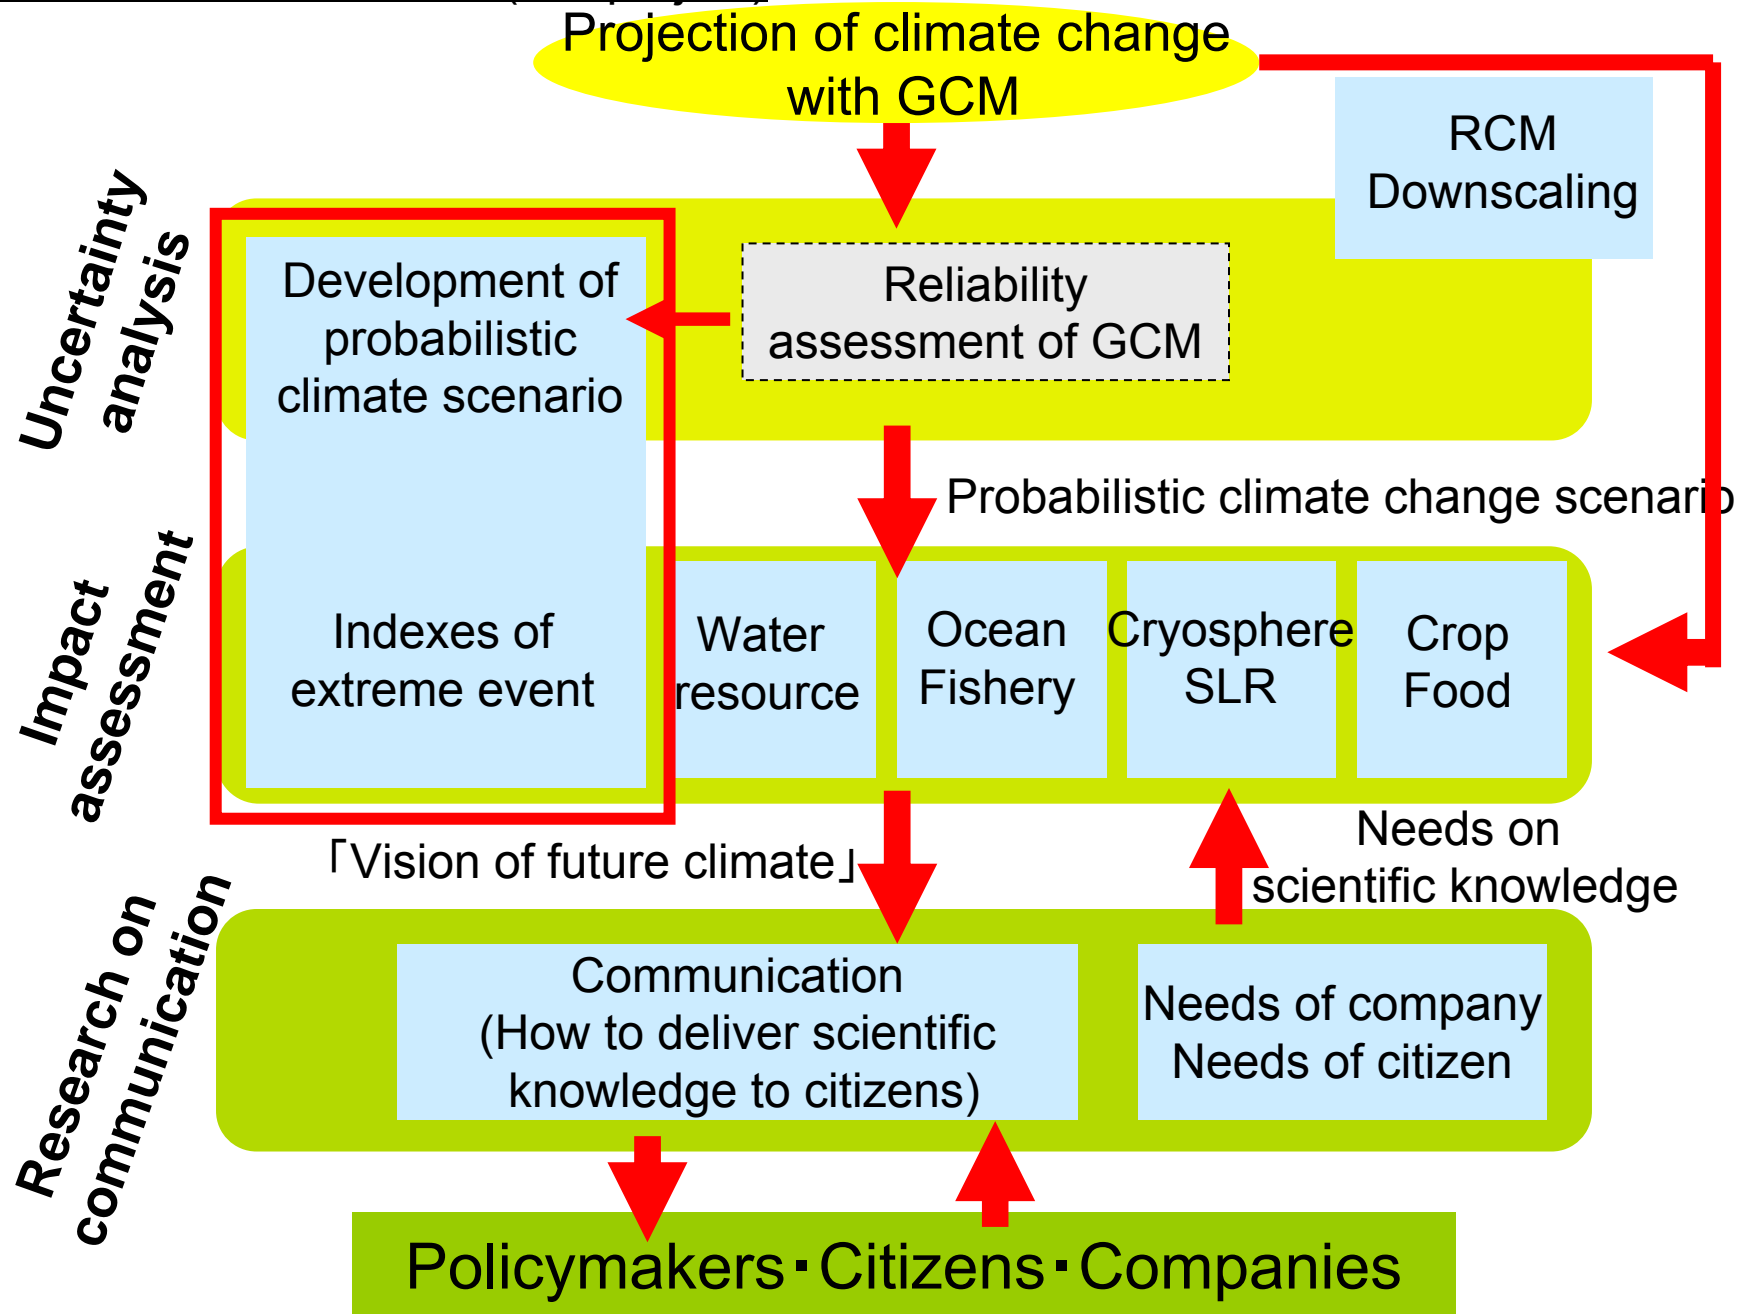 Projection of climate change
with GCM
RCM
Downscaling
Uncertainty
analysis
Development of
probabilistic
climate scenario
Reliability
assessment of GCM
Probabilistic climate change scenario
Impact
assessment
Indexes of
extreme event
Water
resource
Ocean
Fishery
Cryosphere
SLR
Crop
Food
「Vision of future climate」
Needs on
scientific knowledge
Research on
communication
Communication
(How to deliver scientific
knowledge to citizens)
Needs of company
Needs of citizen
Policymakers・Citizens・Companies